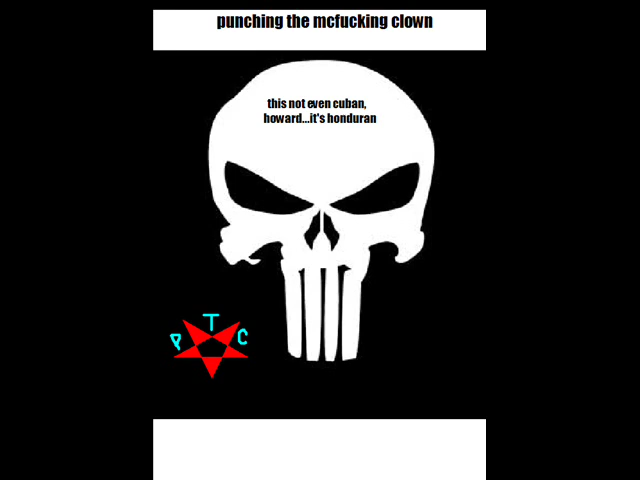 punching the mcfucking clown
this not even cuban,
howard...it's honduran
T
P C